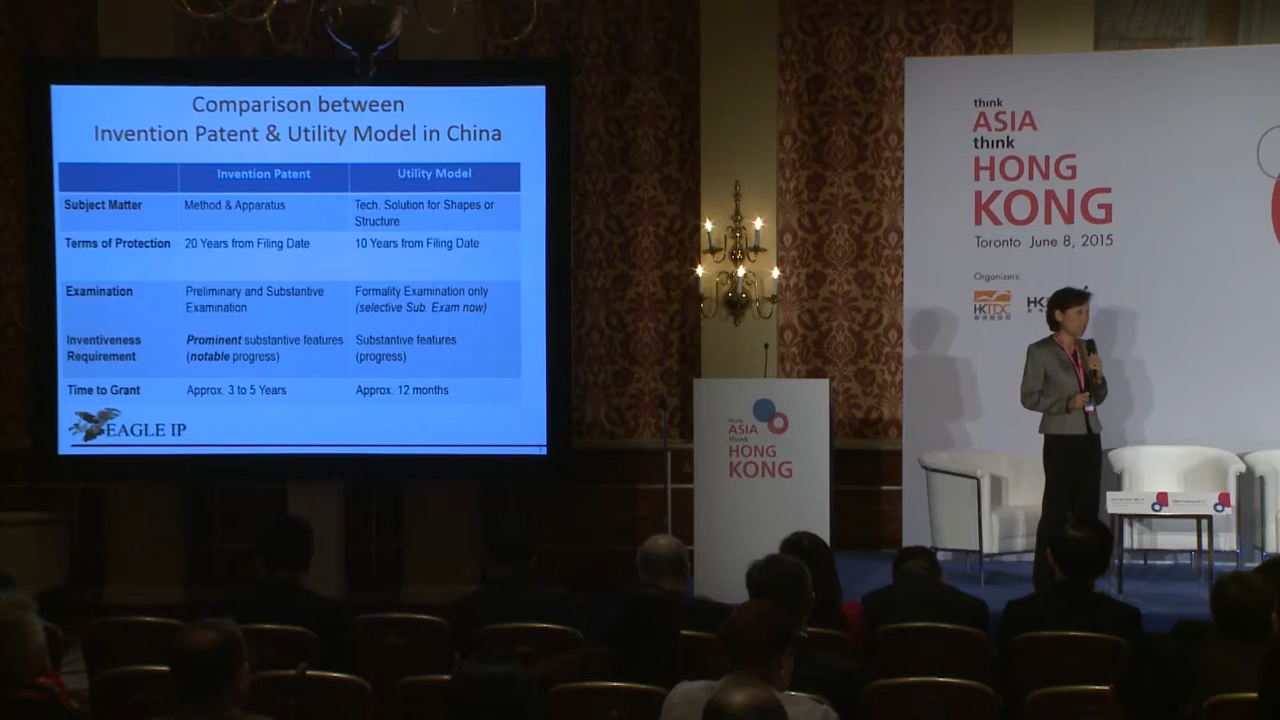 Comparison between
Invention Patent & Utility Model in China
Invention Patent
Utility Model
Subject Matter
Method & Apparatus
Tech. Solution for Shapes or
Structure
Terms of Protection
20 Years from Filing Date
10 Years from Filing Date
Examination
Preliminary and Substantive
Examination
Formality Examination only
(selective Sub. Exam now)
Inventiveness
Requirement
Prominent substantive features
(notable progress)
Substantive features
(progress)
Time to Grant
Approx. 3 to 5 Years
Approx. 12 months
EAGLE IP
think
ASIA
think
HONG
KONG
Toronto June 8, 2015
Organizers:
HKTDC
think
ASIA
think
HONG
KONG